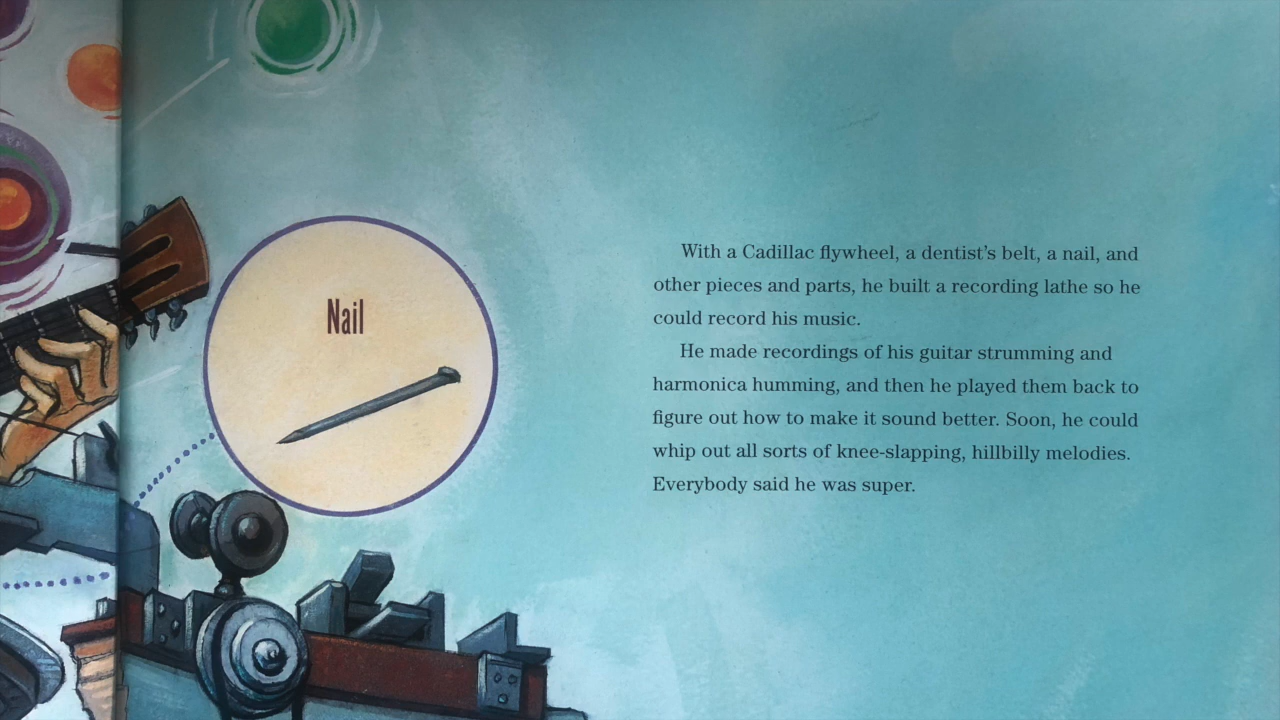 Nail
With a Cadillac flywheel, a dentist's belt, a nail, and
other pieces and parts, he built a recording lathe so he
could record his music.
He made recordings of his guitar strumming and
harmonica humming, and then he played them back to
figure out how to make it sound better. Soon, he could
whip out all sorts of knee-slapping, hillbilly melodies.
Everybody said he was super.